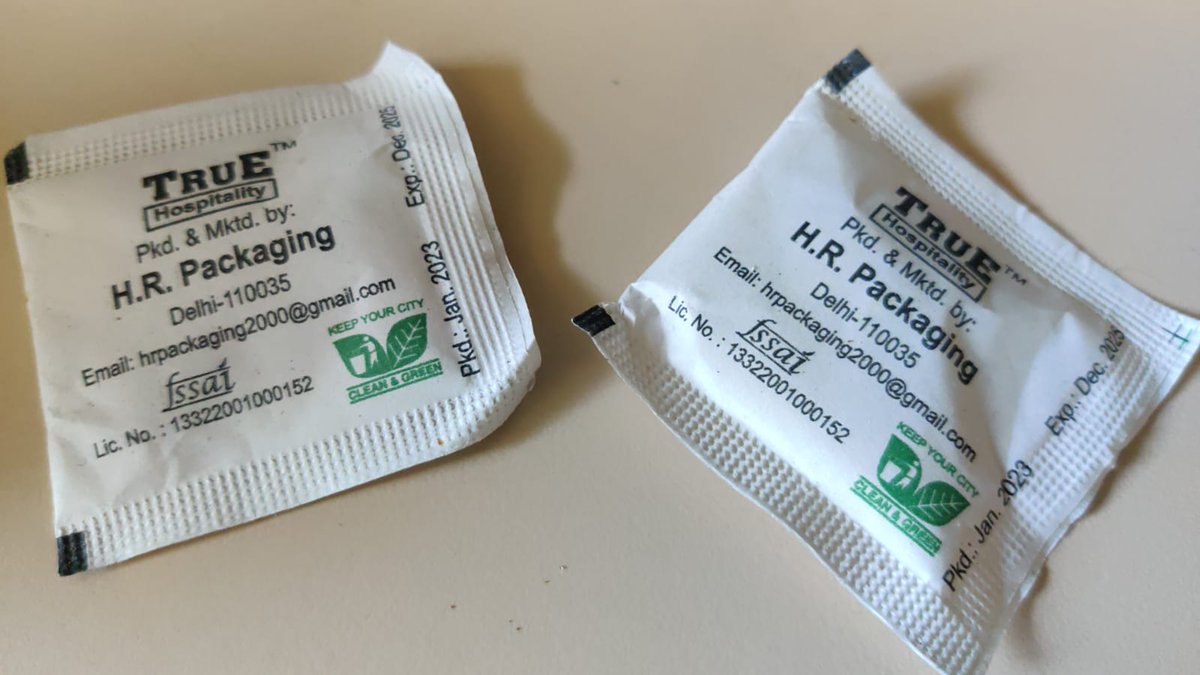 TRUE™
Hospitality
Pkd. & Mktd. by:
H.R. Packaging
Delhi-110035
Email: hrpackaging2000@gmail.com
fssai
Lic. No. : 13322001000152
KEEP YOUR CITY
CLEAN & GREEN
Pkd.: Jan. 2023
Exp.: Dec. 2025
TRUE™
Hospitality
Pkd. & Mktd. by:
H.R. Packaging
Delhi-110035
Email: hrpackaging2000@gmail.com
fssai
Lic. No. : 13322001000152
KEEP YOUR CITY
CLEAN & GREEN
Pkd.: Jan. 2023
Exp.: Dec. 2025